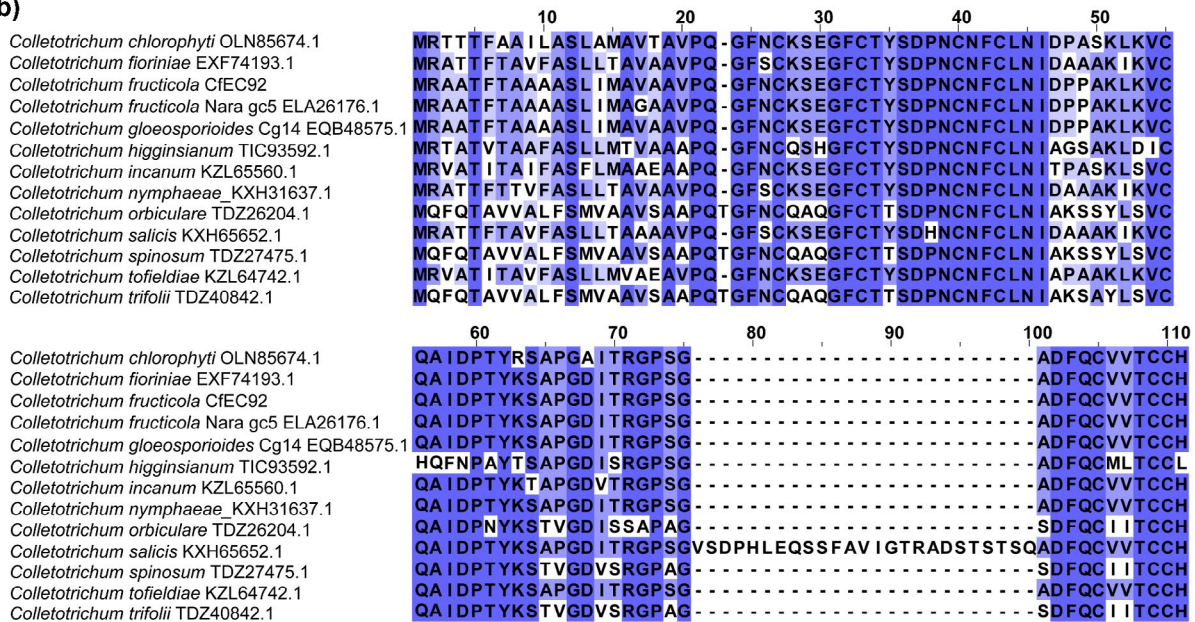 b)
10 20 30 40 50
Colletotrichum chlorophyti OLN85674.1 MRTTTFAAILASLAMAVTAVPQ-GFNCKSEGFCTYSDPNCNFCLNIDPASKLKVC
Colletotrichum fioriniae EXF74193.1 MRATTFTAVFASLLTAVAAVPQ-GFSCKSEGFCTYSDPNCNFCLNIDAAAKIKVC
Colletotrichum fructicola CfEC92 MRAATFTAAAASLIMAVAAVPQ-GFNCKSEGFCTYSDPNCNFCLNIDPPAKLKVC
Colletotrichum fructicola Nara gc5 ELA26176.1 MRAATFTAAAASLIMAGAAVPQ-GFNCKSEGFCTYSDPNCNFCLNIDPPAKLKVC
Colletotrichum gloeosporioides Cg14 EQB48575.1 MRAATFTAAAASLIMAVAAVPQ-GFNCKSEGFCTYSDPNCNFCLNIDPPAKLKVC
Colletotrichum higginsianum TIC93592.1 MRTATVTAAFASLLMTVAAAPQ-GFNCQSHGFCTYSDPNCNFCLNIAGSAKLDIC
Colletotrichum incanum KZL65560.1 MRVATITAIFASFLMAAEAVPQ-GFNCKSEGFCTYSDPNCNFCLNITPASKLSVC
Colletotrichum nymphaeae_KXH31637.1 MRATTFTTVFASLLTAVAAVPQ-GFSCKSEGFCTYSDPNCNFCLNIDAAAKIKVC
Colletotrichum orbiculare TDZ26204.1 MQFQTAVVALFSMVAAVSAAPQTGFNCQAQGFCTTSDPNCNFCLNIAKSSYLSVC
Colletotrichum salicis KXH65652.1 MRATTFTAVFASLLTAAAAVPQ-GFSCKSEGFCTYSDHNCNFCLNIDAAAKIKVC
Colletotrichum spinosum TDZ27475.1 MQFQTAVVALFSMVAAVSAAPQTGFNCQAQGFCTTSDPNCNFCLNIAKSSYLSVC
Colletotrichum tofieldiae KZL64742.1 MRVATITAVFASLLMVAEAVPQ-GFNCKSEGFCTYSDPNCNFCLNIAPAAKLKVC
Colletotrichum trifolii TDZ40842.1 MQFQTAVVALFSMVAAVSAAPQTGFNCQAQGFCTTSDPNCNFCLNIAKSAYLSVC
60 70 80 90 100 110
Colletotrichum chlorophyti OLN85674.1 QAIDPTYRSAPGAITRGPSG-------------------------ADFQCVVTCCH
Colletotrichum fioriniae EXF74193.1 QAIDPTYKSAPGDITRGPSG-------------------------ADFQCVVTCCH
Colletotrichum fructicola CfEC92 QAIDPTYKSAPGDITRGPSG-------------------------ADFQCVVTCCH
Colletotrichum fructicola Nara gc5 ELA26176.1 QAIDPTYKSAPGDITRGPSG-------------------------ADFQCVVTCCH
Colletotrichum gloeosporioides Cg14 EQB48575.1 QAIDPTYKSAPGDITRGPSG-------------------------ADFQCVVTCCH
Colletotrichum higginsianum TIC93592.1 HQFNPAYTSAPGDISRGPSG-------------------------ADFQCMLTCCL
Colletotrichum incanum KZL65560.1 QAIDPTYKTAPGDVTRGPSG-------------------------ADFQCVVTCCH
Colletotrichum nymphaeae_KXH31637.1 QAIDPTYKSAPGDITRGPSG-------------------------ADFQCVVTCCH
Colletotrichum orbiculare TDZ26204.1 QAIDPNYKSTVGDISSAPAG-------------------------SDFQCIITCCH
Colletotrichum salicis KXH65652.1 QAIDPTYKSAPGDITRGPSGVSDPHLEQSSFAVIGTRADSTSTSQADFQCVVTCCH
Colletotrichum spinosum TDZ27475.1 QAIDPTYKSTVGDVSRGPAG-------------------------SDFQCIITCCH
Colletotrichum tofieldiae KZL64742.1 QAIDPTYKSAPGDITRGPSG-------------------------ADFQCVVTCCH
Colletotrichum trifolii TDZ40842.1 QAIDPTYKSTVGDVSRGPAG-------------------------SDFQCIITCCH